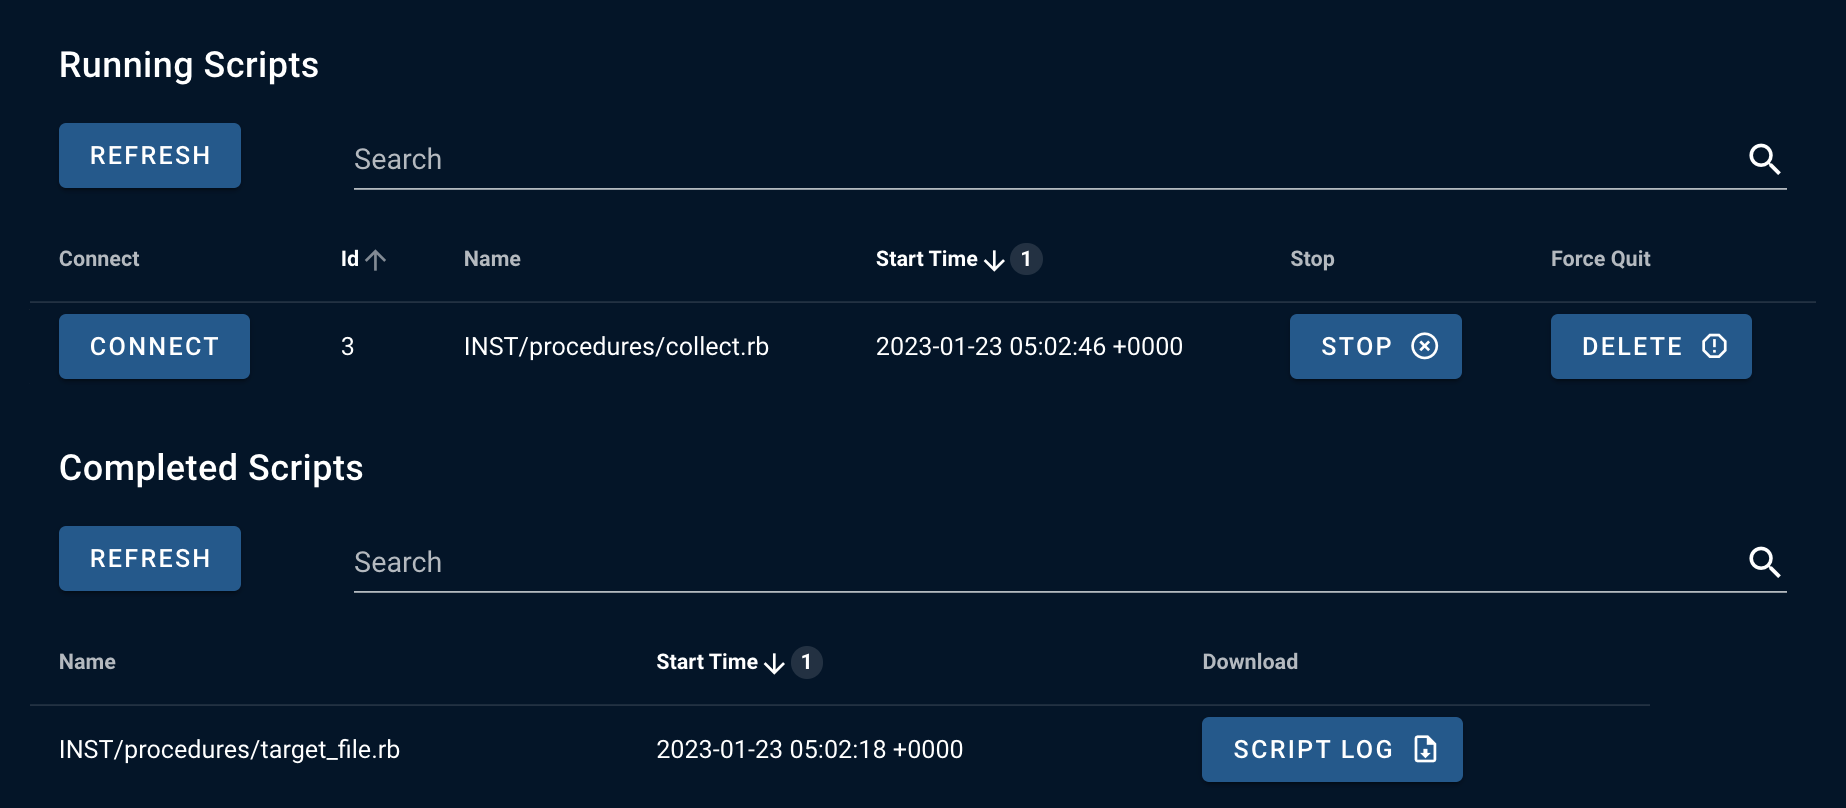 Running Scripts
REFRESH Search
Connect Id Name Start Time 1 Stop Force Quit
CONNECT 3 INST/procedures/collect.rb 2023-01-23 05:02:46 +0000 STOP DELETE
Completed Scripts
REFRESH Search
Name Start Time 1 Download
INST/procedures/target_file.rb 2023-01-23 05:02:18 +0000 SCRIPT LOG